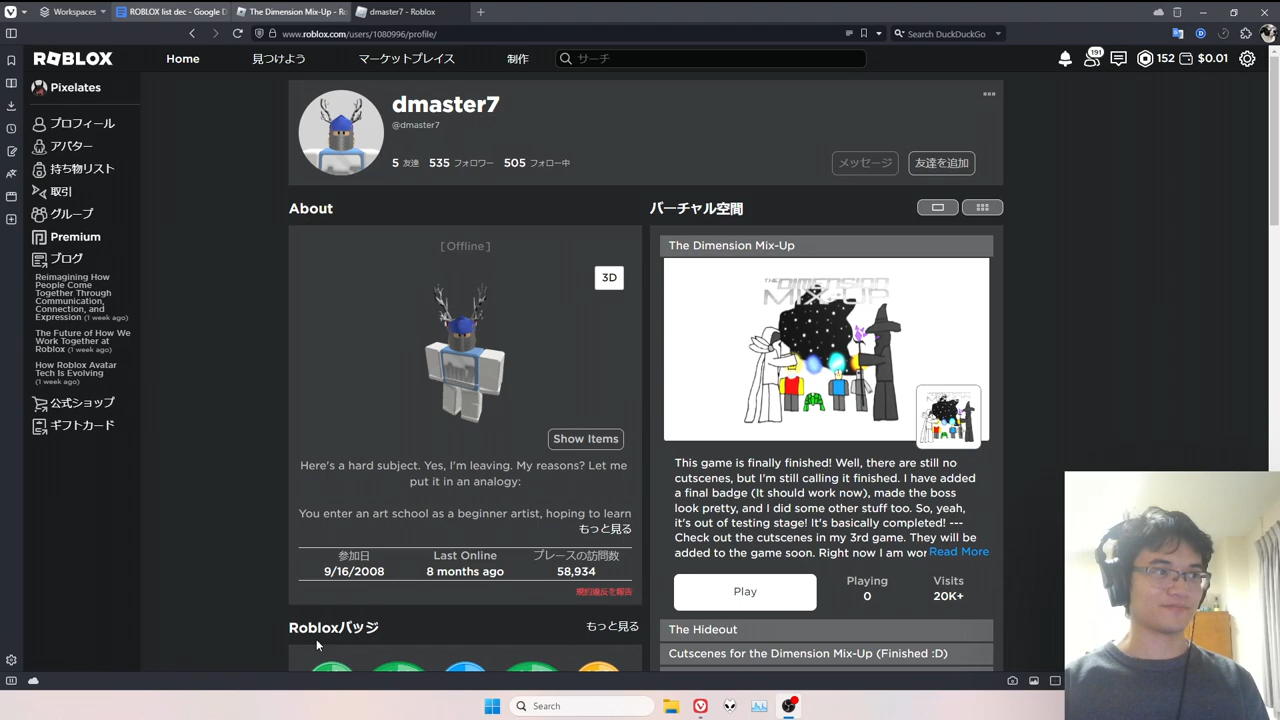 Workspaces
ROBLOX list dec - Google D
The Dimension Mix-Up - Ro
dmaster7 - Roblox
www.roblox.com/users/1080996/profile/
Search DuckDuckGo
ROBLOX
Home
見つけよう
マーケットプレイス
制作
サーチ
191
152
$0.01
Pixelates
プロフィール
アバター
持ち物リスト
取引
グループ
Premium
ブログ
Reimagining How
People Come
Together Through
Communication,
Connection, and
Expression (1 week ago)
The Future of How We
Work Together at
Roblox (1 week ago)
How Roblox Avatar
Tech Is Evolving
(1 week ago)
公式ショップ
ギフトカード
dmaster7
@dmaster7
5 友達 535 フォロワー 505 フォロー中
メッセージ
友達を追加
About
[Offline]
3D
Show Items
Here's a hard subject. Yes, I'm leaving. My reasons? Let me
put it in an analogy:
You enter an art school as a beginner artist, hoping to learn
もっと見る
参加日 Last Online プレースの訪問数
9/16/2008 8 months ago 58,934
規約違反を報告
Robloxバッジ
もっと見る
バーチャル空間
The Dimension Mix-Up
THE DIMENSION
MIX-UP
This game is finally finished! Well, there are still no
cutscenes, but I'm still calling it finished. I have added
a final badge (It should work now), made the boss
look pretty, and I did some other stuff too. So, yeah,
it's out of testing stage! It's basically completed! ---
Check out the cutscenes in my 3rd game. They will be
added to the game soon. Right now I am wor Read More
Play
Playing Visits
0 20K+
The Hideout
Cutscenes for the Dimension Mix-Up (Finished :D)
Search